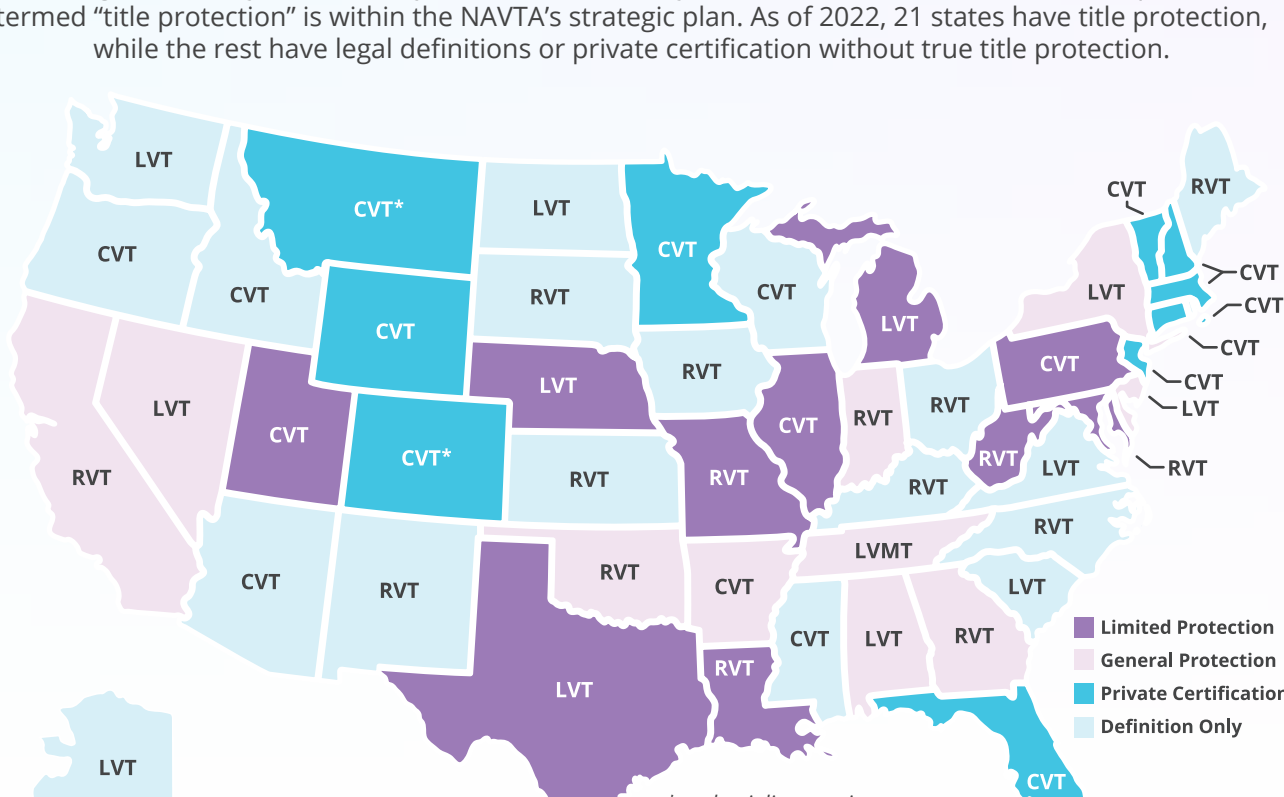 termed “title protection” is within the NAVTA’s strategic plan. As of 2022, 21 states have title protection,
while the rest have legal definitions or private certification without true title protection.
LVT
CVT*
LVT
CVT
RVT
CVT
CVT
CVT
RVT
CVT
LVT
LVT
CVT
CVT
CVT
CVT
LVT
RVT
CVT
RVT
LVT
LVT
CVT
CVT*
LVT
RVT
RVT
RVT
CVT
RVT
RVT
CVT
RVT
LVT
RVT
RVT
LVMT
RVT
CVT
RVT
RVT
CVT
LVT
CVT
LVT
RVT
LVT
RVT
LVT
CVT
Limited Protection
General Protection
Private Certification
Definition Only